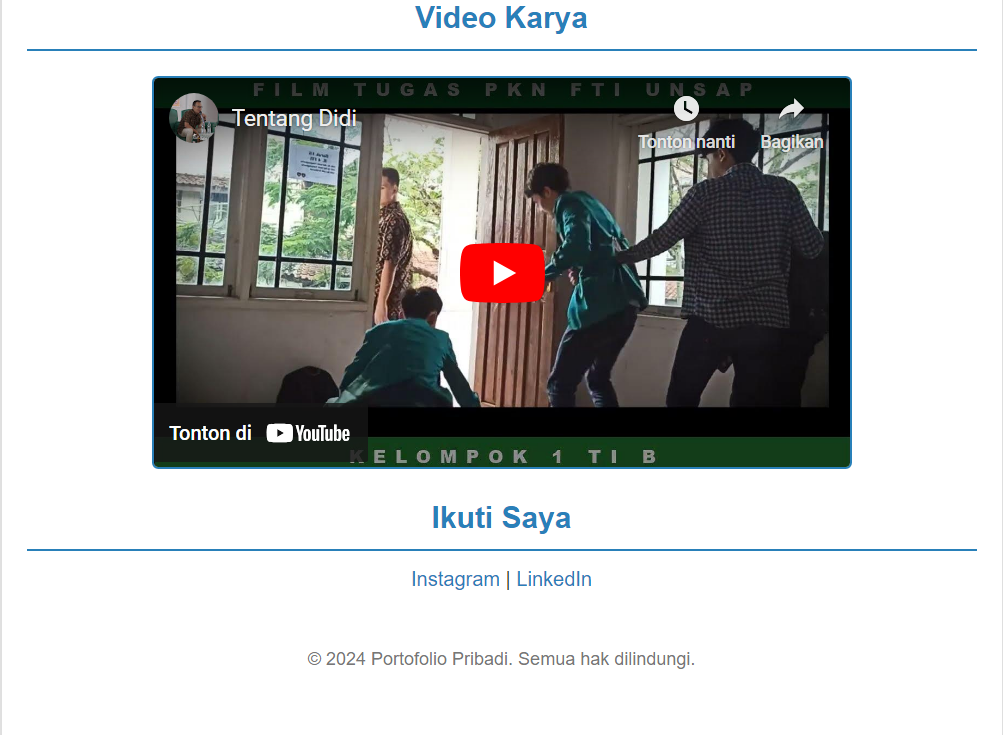 Video Karya
FILM TUGAS PKN FTI UNSAP
Tentang Didi
Tonton nanti
Bagikan
Tonton di YouTube
KELOMPOK 1 TI B
Ikuti Saya
Instagram | LinkedIn
© 2024 Portofolio Pribadi. Semua hak dilindungi.